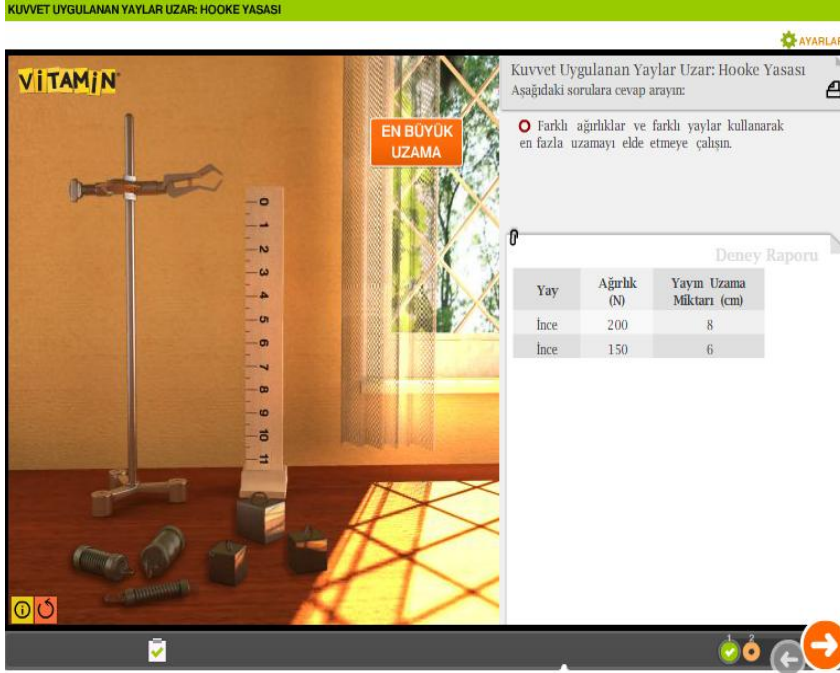 KUVVET UYGULANAN YAYLAR UZAR: HOOKE YASASI
AYARLAR
VİTAMİN
EN BÜYÜK
UZAMA
0
1
2
3
4
5
6
7
8
9
10
11
Kuvvet Uygulanan Yaylar Uzar: Hooke Yasası
Aşağıdaki sorulara cevap arayın:
Farklı ağırlıklar ve farklı yaylar kullanarak
en fazla uzamayı elde etmeye çalışın.
Deney Raporu
Yay Ağırlık (N) Yayın Uzama Miktarı (cm)
İnce 200 8
İnce 150 6
1 2